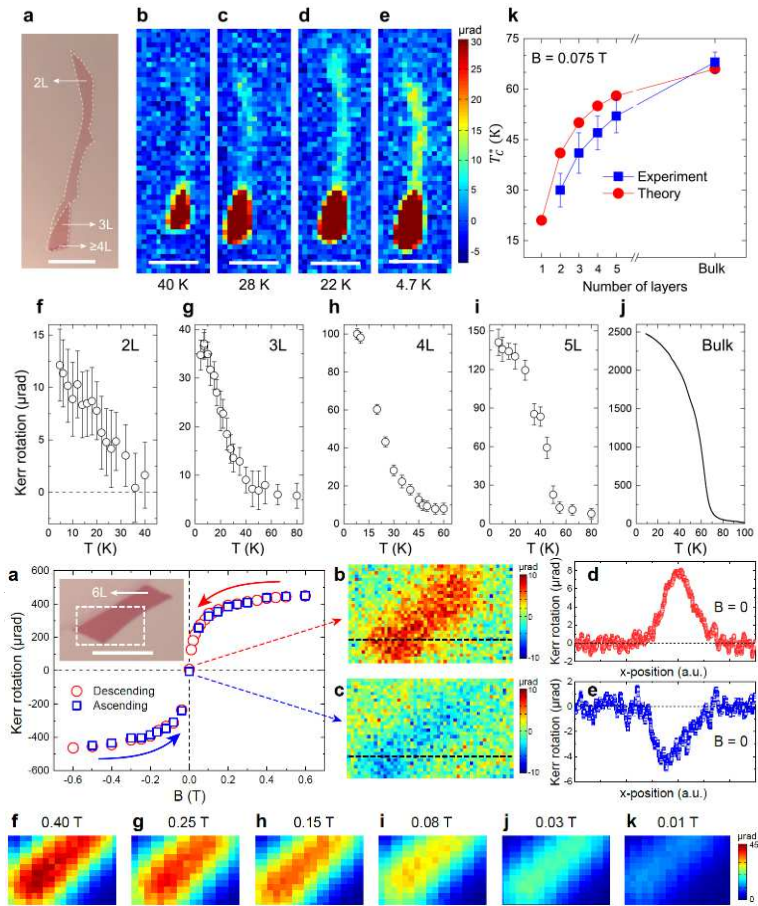 a
2L
3L
≥4L
b
c
d
e
40 K
28 K
22 K
4.7 K
µrad
30
25
20
15
10
5
0
-5
k
B = 0.075 T
T*C (K)
75
60
45
30
15
Experiment
Theory
1
2
3
4
5
Bulk
Number of layers
f
2L
Kerr rotation (µrad)
15
10
5
0
0 10 20 30 40
T (K)
g
3L
40
30
20
10
0
0 20 40 60 80
T (K)
h
4L
100
80
60
40
20
0
0 10 20 30 40 50 60
T (K)
i
5L
150
120
90
60
30
0
0 20 40 60 80
T (K)
j
Bulk
2500
2000
1500
1000
500
0
0 20 40 60 80 100
T (K)
a
6L
Kerr rotation (µrad)
600
400
200
0
-200
-400
-600
Descending
Ascending
-0.6 -0.4 -0.2 0.0 0.2 0.4 0.6
B (T)
b
µrad
10
0
-10
c
10
0
-10
d
Kerr rotation (µrad)
8
6
4
2
0
-2
B = 0
x-position (a.u.)
e
Kerr rotation (µrad)
2
0
-2
-4
-6
B = 0
x-position (a.u.)
f
0.40 T
g
0.25 T
h
0.15 T
i
0.08 T
j
0.03 T
k
0.01 T
µrad
0